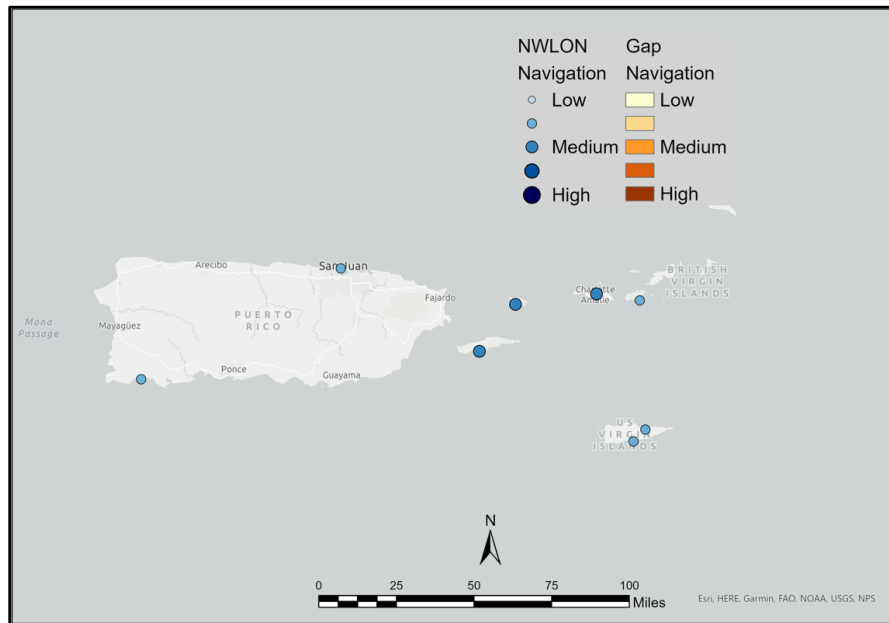 NWLON Gap
Navigation Navigation
Low Low
Medium Medium
High High
Arecibo
San Juan
Fajardo
PUERTO
RICO
Mayagüez
Mona
Passage
Ponce
Guayama
Charlotte
Amalie
BRITISH
VIRGIN
ISLANDS
US
VIRGIN
ISLANDS
N
0 25 50 75 100
Miles
Esri, HERE, Garmin, FAO, NOAA, USGS, NPS